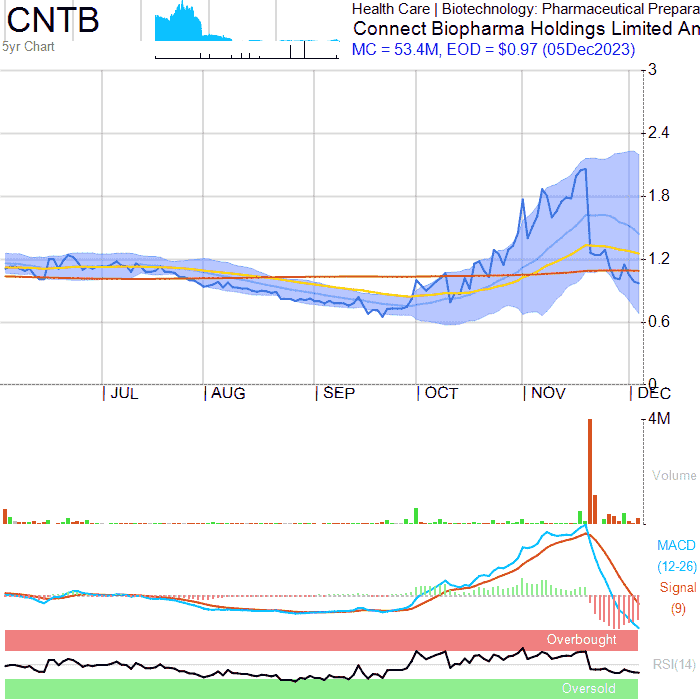 CNTB
5yr Chart
Health Care | Biotechnology: Pharmaceutical Prepara
Connect Biopharma Holdings Limited An
MC = 53.4M, EOD = $0.97 (05Dec2023)
3
2.4
1.8
1.2
0.6
0
JUL
AUG
SEP
OCT
NOV
DEC
4M
Volume
MACD
(12-26)
Signal
(9)
Overbought
RSI(14)
Oversold